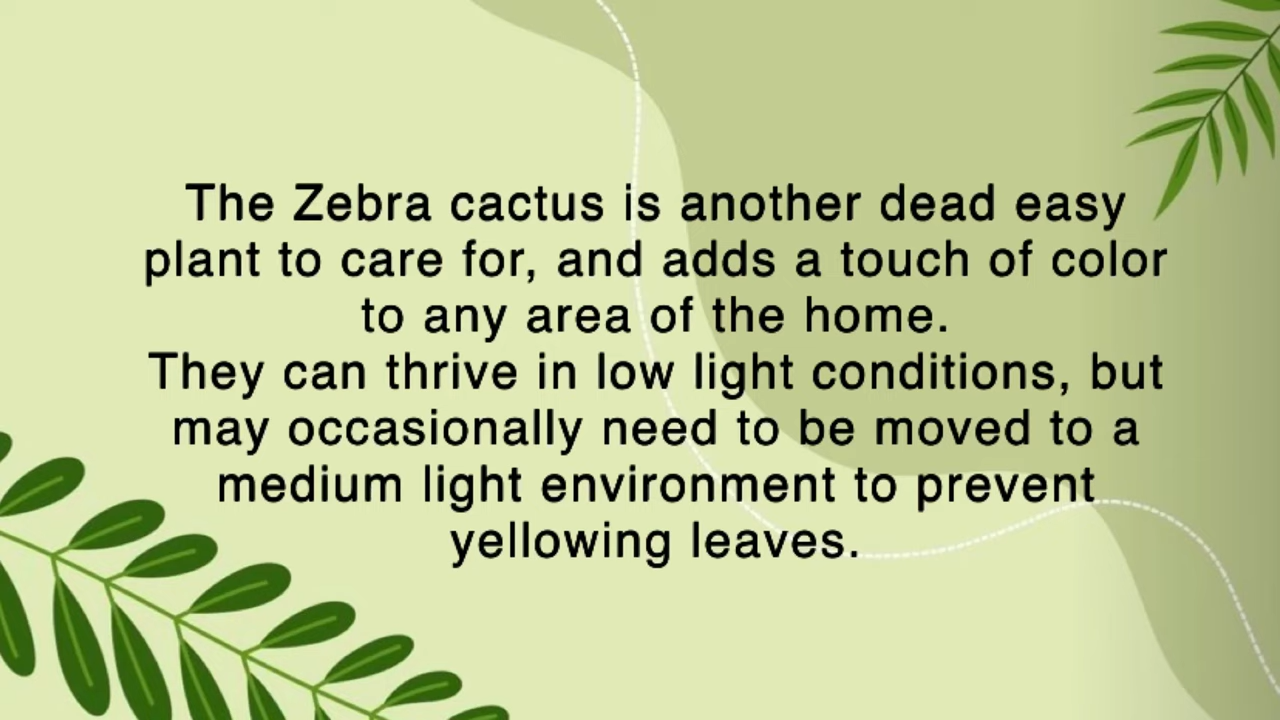 The Zebra cactus is another dead easy
plant to care for, and adds a touch of color
to any area of the home.
They can thrive in low light conditions, but
may occasionally need to be moved to a
medium light environment to prevent
yellowing leaves.